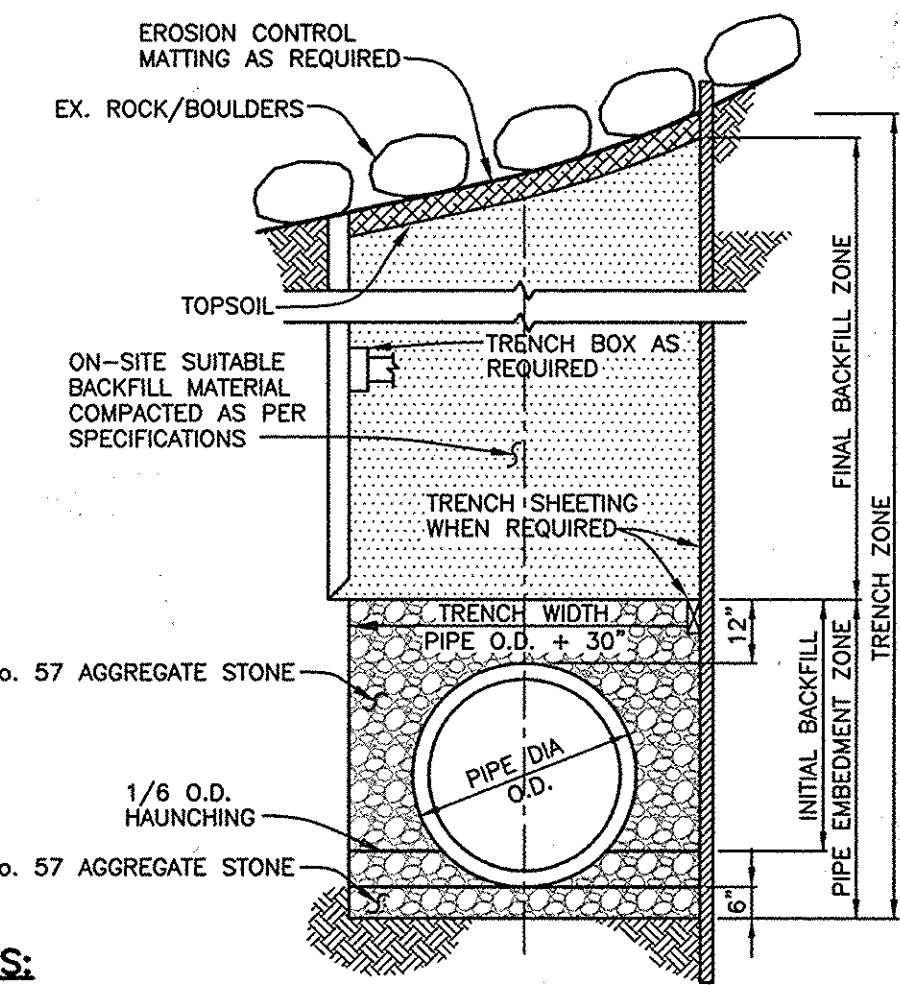 EROSION CONTROL
MATTING AS REQUIRED
EX. ROCK/BOULDERS
TOPSOIL
TRENCH BOX AS
REQUIRED
ON-SITE SUITABLE
BACKFILL MATERIAL
COMPACTED AS PER
SPECIFICATIONS
TRENCH SHEETING
WHEN REQUIRED
TRENCH WIDTH
PIPE O.D. + 30"
12"
o. 57 AGGREGATE STONE
PIPE DIA
O.D.
1/6 O.D.
HAUNCHING
o. 57 AGGREGATE STONE
6"
INITIAL BACKFILL
PIPE EMBEDMENT ZONE
FINAL BACKFILL ZONE
TRENCH ZONE
S: